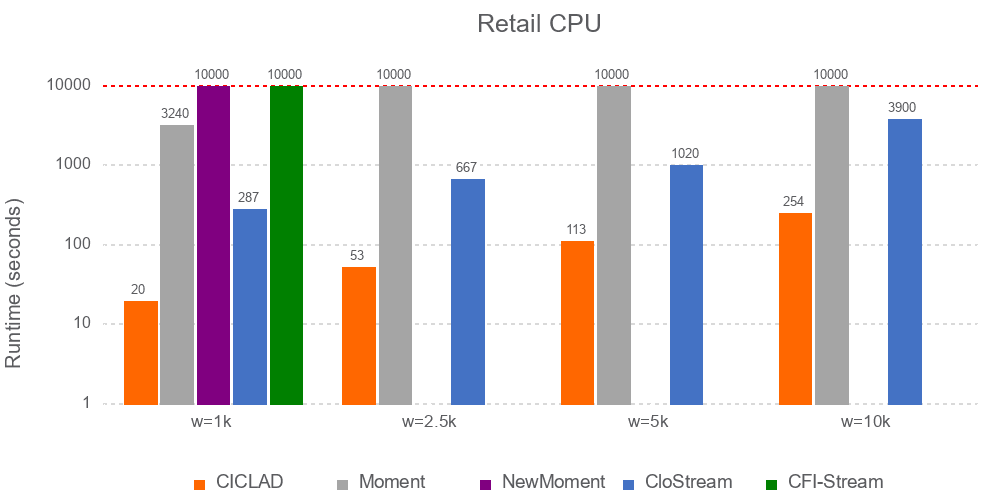 Retail CPU
Runtime (seconds)
10000 10000 10000 10000 10000
10000
3240 3900
1000 1020
667
287 254
100 113
53
20
10
1
w=1k w=2.5k w=5k w=10k
CICLAD Moment NewMoment CloStream CFI-Stream